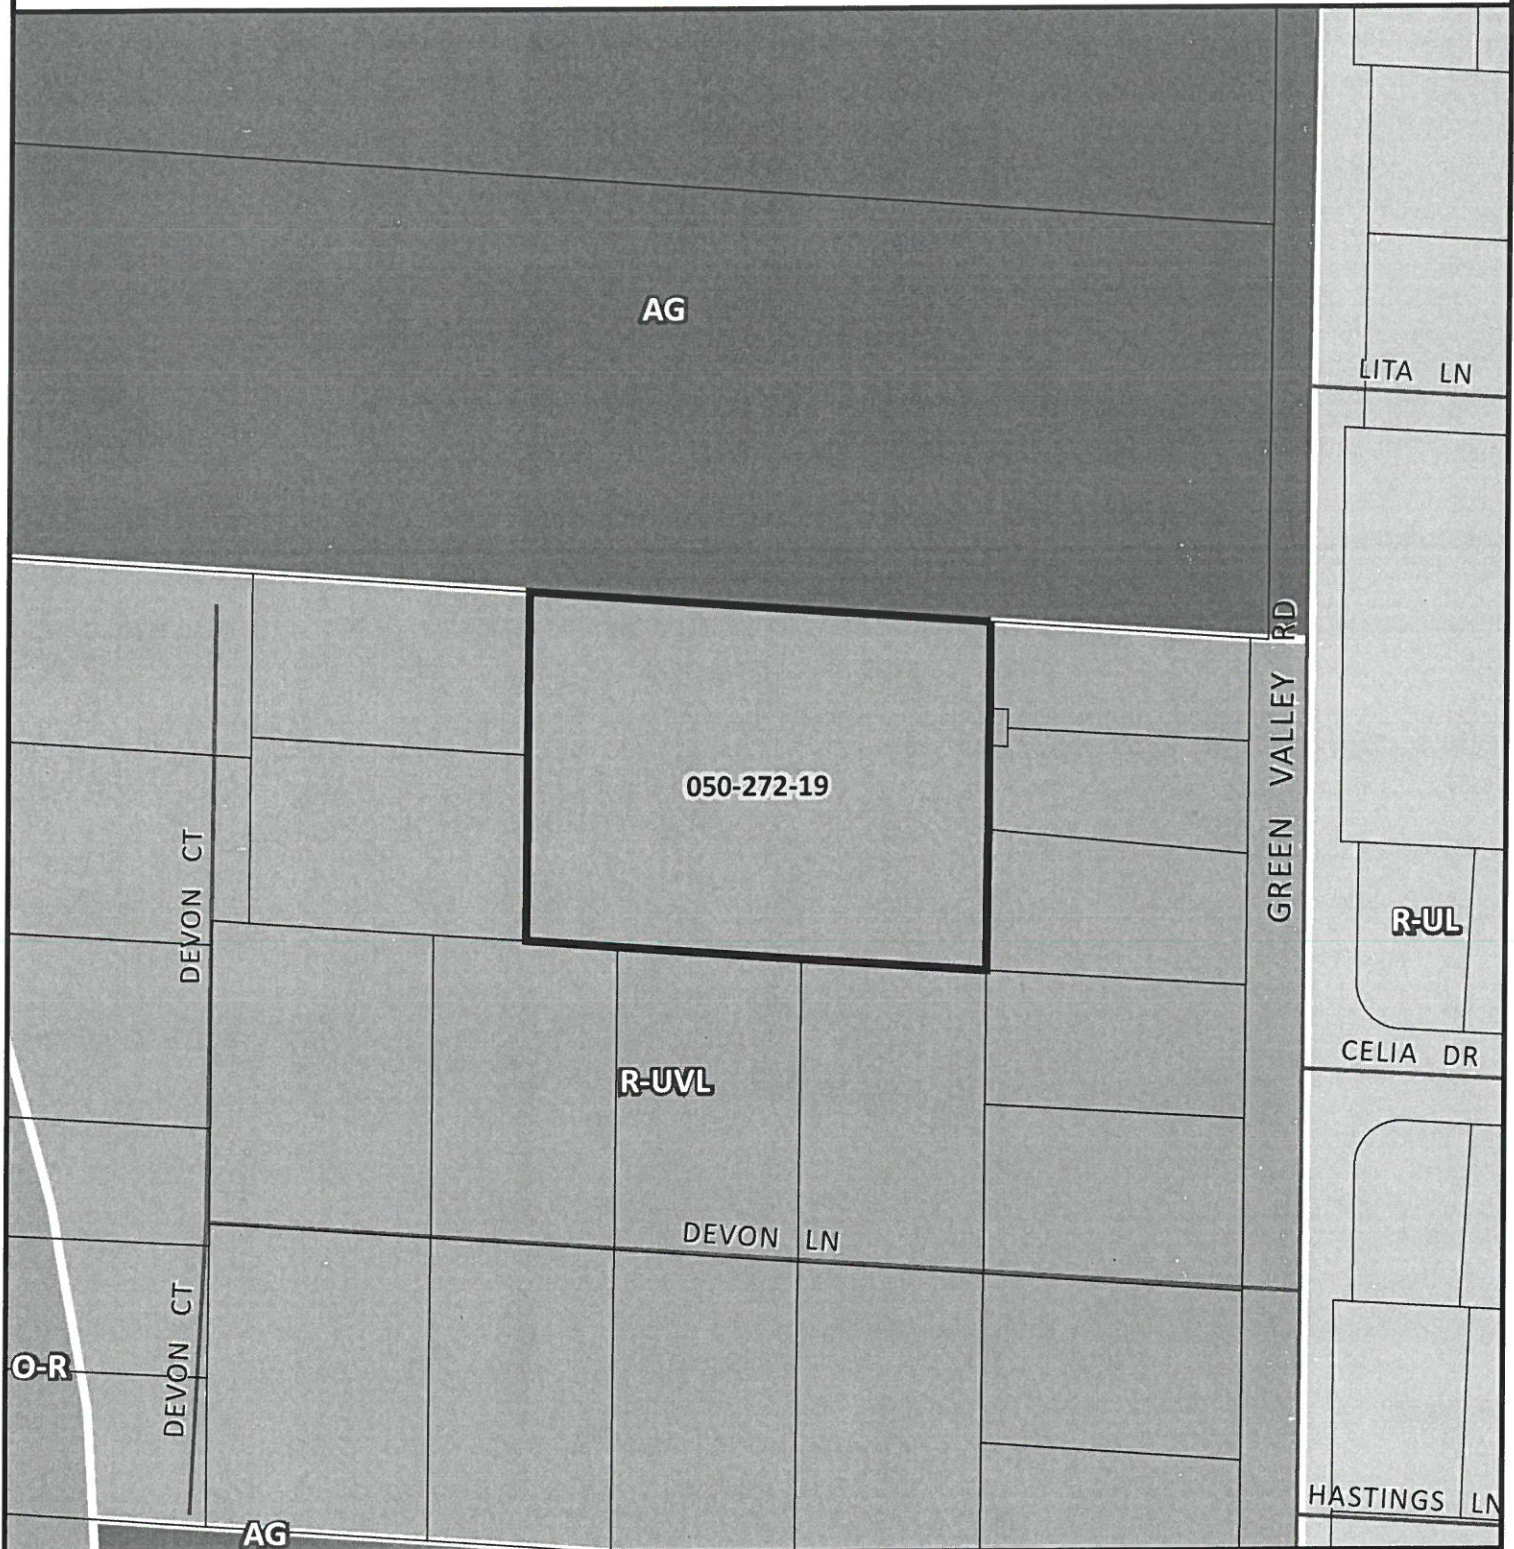 AG
LITA LN
GREEN VALLEY RD
050-272-19
DEVON CT
R-UL
CELIA DR
R-UVL
DEVON LN
DEVON CT
O-R
HASTINGS LN
AG